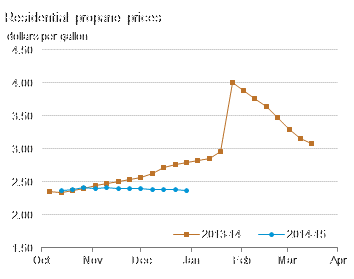 Residential propane prices
dollars per gallon
4.50
4.00
3.50
3.00
2.50
2.00
1.50
Oct Nov Dec Jan Feb Mar Apr
2013-14 2014-15